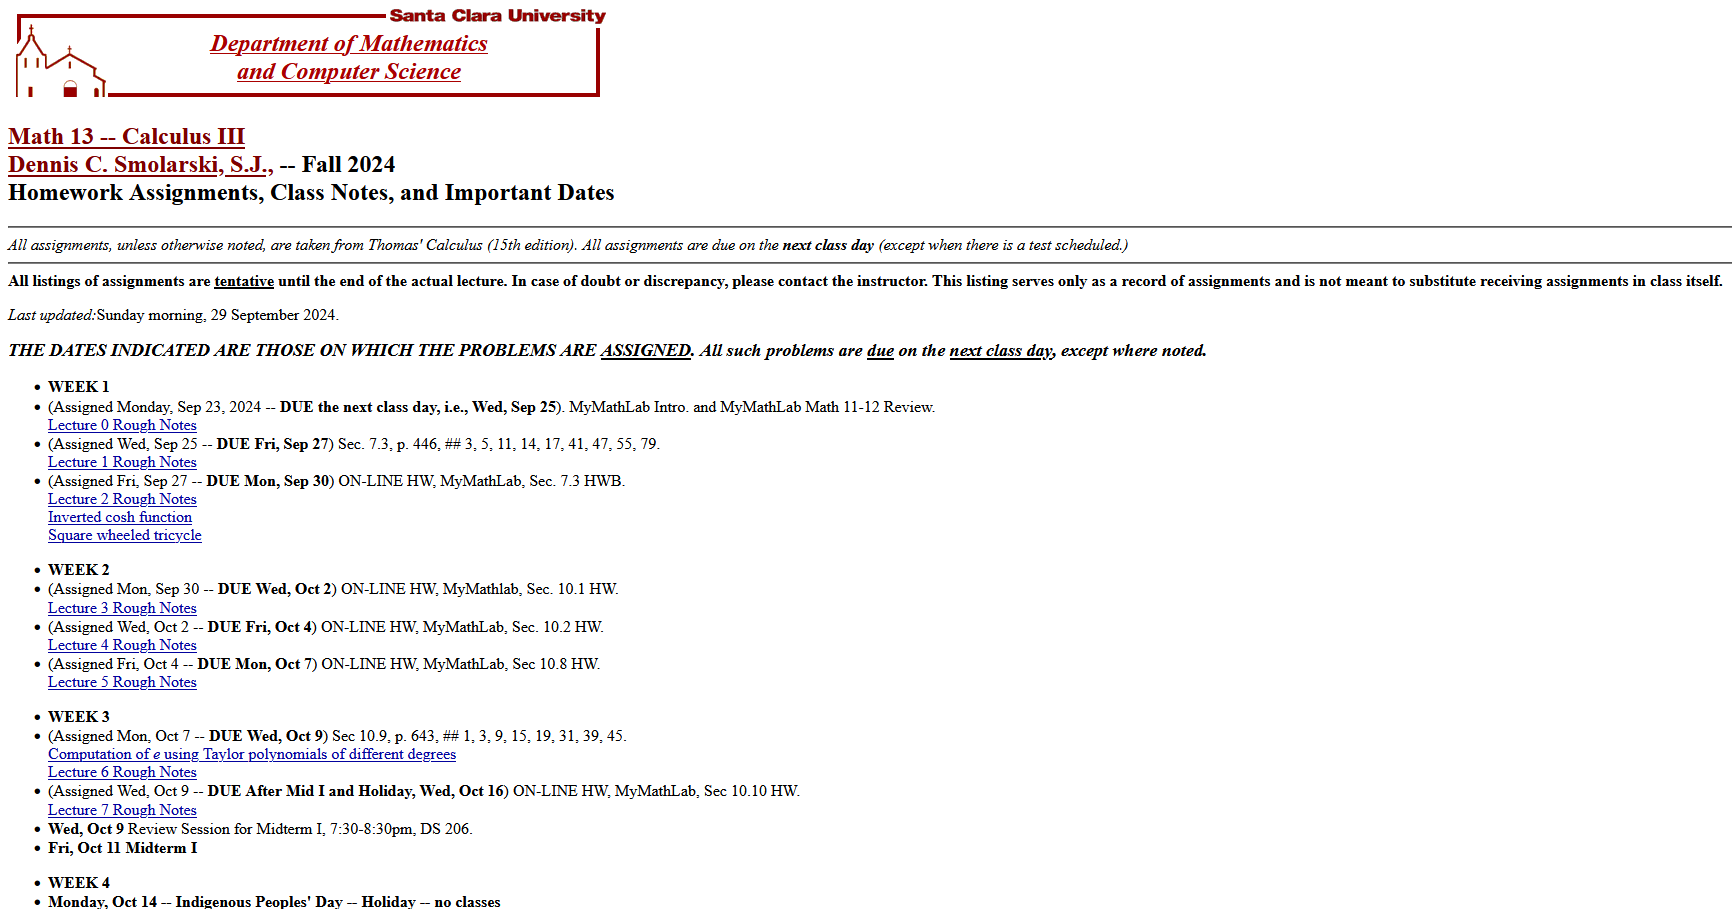 Santa Clara University
Department of Mathematics
and Computer Science
Math 13 -- Calculus III
Dennis C. Smolarski, S.J., -- Fall 2024
Homework Assignments, Class Notes, and Important Dates
All assignments, unless otherwise noted, are taken from Thomas' Calculus (15th edition). All assignments are due on the next class day (except when there is a test scheduled.)
All listings of assignments are tentative until the end of the actual lecture. In case of doubt or discrepancy, please contact the instructor. This listing serves only as a record of assignments and is not meant to substitute receiving assignments in class itself.
Last updated:Sunday morning, 29 September 2024.
THE DATES INDICATED ARE THOSE ON WHICH THE PROBLEMS ARE ASSIGNED. All such problems are due on the next class day, except where noted.
• WEEK 1
• (Assigned Monday, Sep 23, 2024 -- DUE the next class day, i.e., Wed, Sep 25). MyMathLab Intro. and MyMathLab Math 11-12 Review.
Lecture 0 Rough Notes
• (Assigned Wed, Sep 25 -- DUE Fri, Sep 27) Sec. 7.3, p. 446, ## 3, 5, 11, 14, 17, 41, 47, 55, 79.
Lecture 1 Rough Notes
• (Assigned Fri, Sep 27 -- DUE Mon, Sep 30) ON-LINE HW, MyMathLab, Sec. 7.3 HWB.
Lecture 2 Rough Notes
Inverted cosh function
Square wheeled tricycle
• WEEK 2
• (Assigned Mon, Sep 30 -- DUE Wed, Oct 2) ON-LINE HW, MyMathlab, Sec. 10.1 HW.
Lecture 3 Rough Notes
• (Assigned Wed, Oct 2 -- DUE Fri, Oct 4) ON-LINE HW, MyMathLab, Sec. 10.2 HW.
Lecture 4 Rough Notes
• (Assigned Fri, Oct 4 -- DUE Mon, Oct 7) ON-LINE HW, MyMathLab, Sec 10.8 HW.
Lecture 5 Rough Notes
• WEEK 3
• (Assigned Mon, Oct 7 -- DUE Wed, Oct 9) Sec 10.9, p. 643, ## 1, 3, 9, 15, 19, 31, 39, 45.
Computation of e using Taylor polynomials of different degrees
Lecture 6 Rough Notes
• (Assigned Wed, Oct 9 -- DUE After Mid I and Holiday, Wed, Oct 16) ON-LINE HW, MyMathLab, Sec 10.10 HW.
Lecture 7 Rough Notes
• Wed, Oct 9 Review Session for Midterm I, 7:30-8:30pm, DS 206.
• Fri, Oct 11 Midterm I
• WEEK 4
• Monday, Oct 14 -- Indigenous Peoples' Day -- Holiday -- no classes